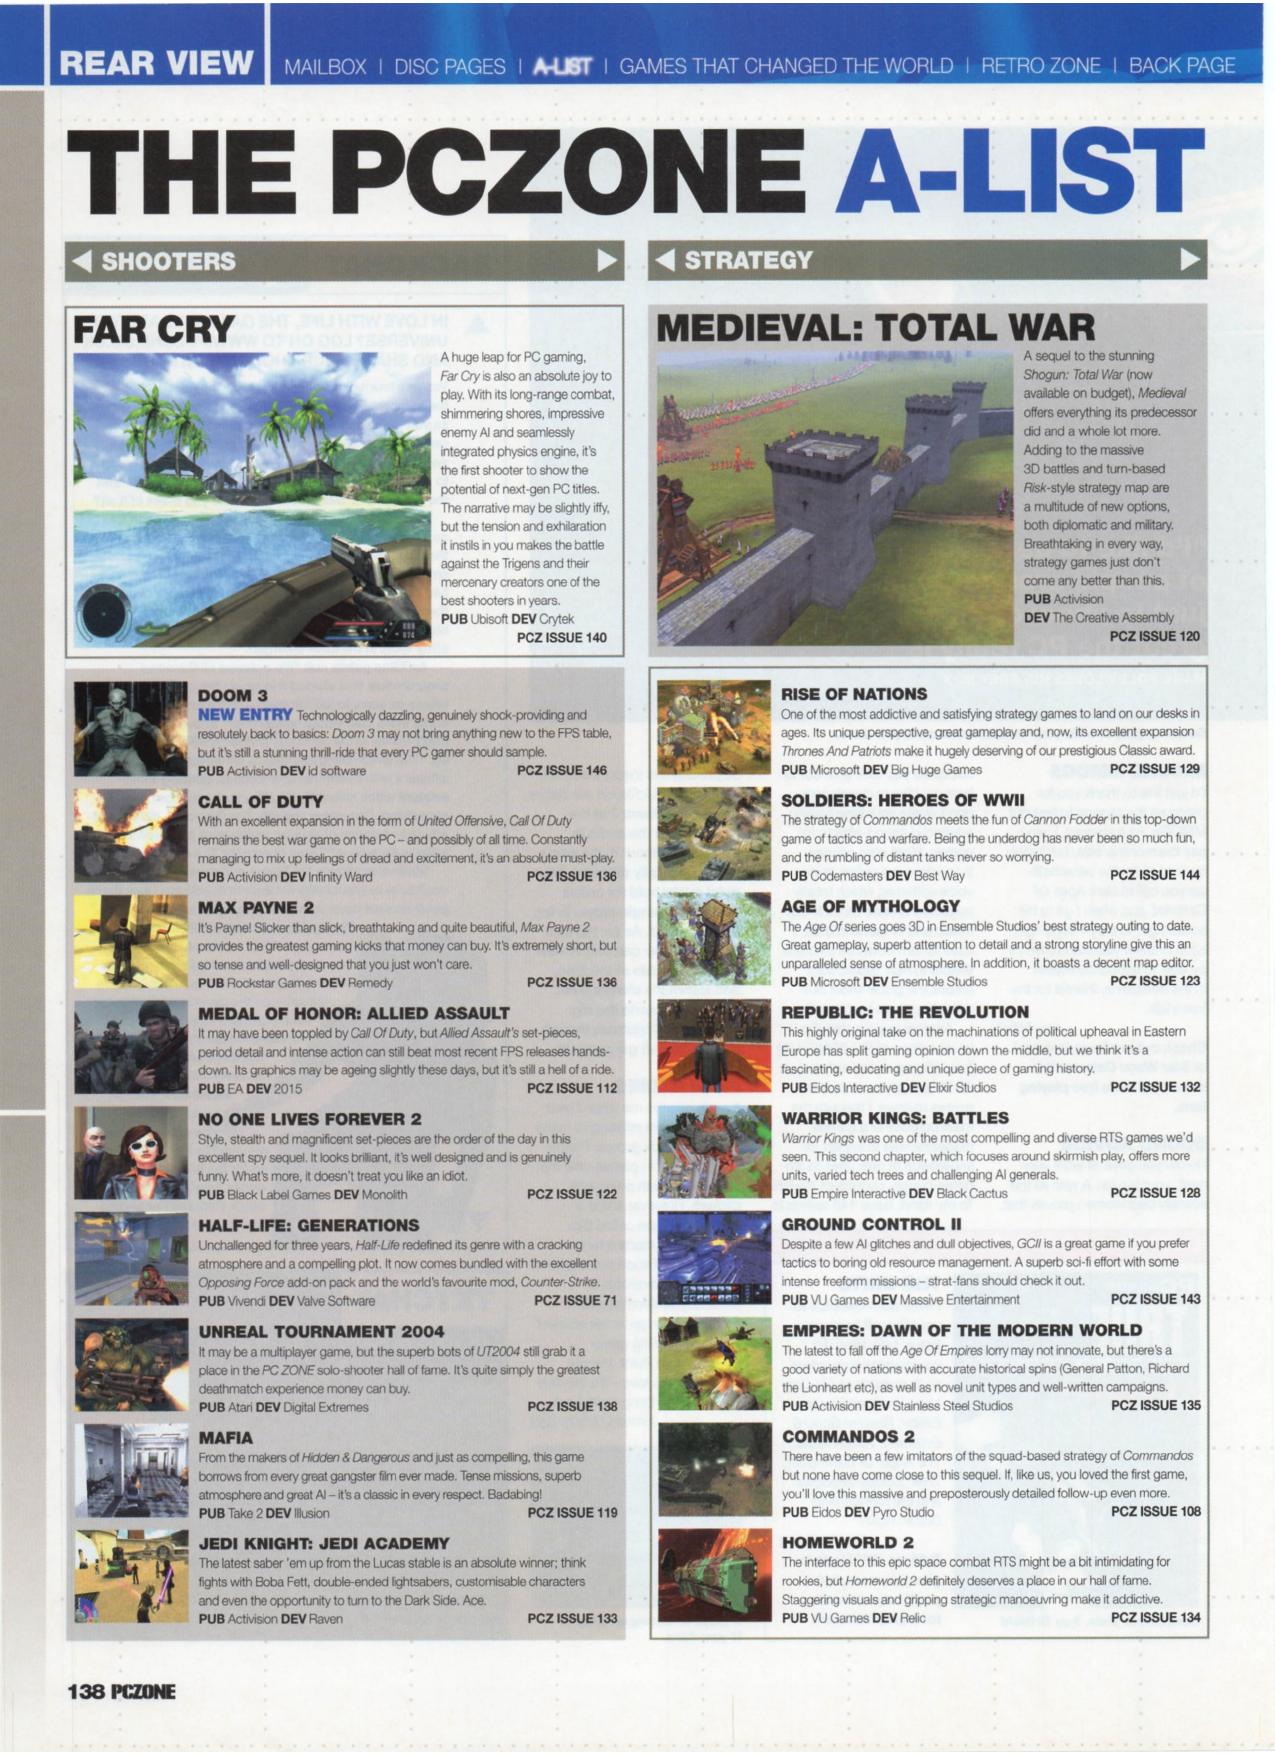 REAR VIEW
MAILBOX | DISC PAGES | A-LIST | GAMES THAT CHANGED THE WORLD | RETRO ZONE | BACK PAGE
THE PCZONE A-LIST
SHOOTERS
FAR CRY
A huge leap for PC gaming,
Far Cry is also an absolute joy to
play. With its long-range combat,
shimmering shores, impressive
enemy AI and seamlessly
integrated physics engine, it's
the first shooter to show the
potential of next-gen PC titles.
The narrative may be slightly iffy,
but the tension and exhilaration
it instils in you makes the battle
against the Trigens and their
mercenary creators one of the
best shooters in years.
PUB Ubisoft DEV Crytek
PCZ ISSUE 140
DOOM 3
NEW ENTRY Technologically dazzling, genuinely shock-providing and
resolutely back to basics: Doom 3 may not bring anything new to the FPS table,
but it's still a stunning thrill-ride that every PC gamer should sample.
PUB Activision DEV id software PCZ ISSUE 146
CALL OF DUTY
With an excellent expansion in the form of United Offensive, Call Of Duty
remains the best war game on the PC – and possibly of all time. Constantly
managing to mix up feelings of dread and excitement, it's an absolute must-play.
PUB Activision DEV Infinity Ward PCZ ISSUE 136
MAX PAYNE 2
It's Payne! Slicker than slick, breathtaking and quite beautiful, Max Payne 2
provides the greatest gaming kicks that money can buy. It's extremely short, but
so tense and well-designed that you just won't care.
PUB Rockstar Games DEV Remedy PCZ ISSUE 136
MEDAL OF HONOR: ALLIED ASSAULT
It may have been toppled by Call Of Duty, but Allied Assault's set-pieces,
period detail and intense action can still beat most recent FPS releases hands-
down. Its graphics may be ageing slightly these days, but it's still a hell of a ride.
PUB EA DEV 2015 PCZ ISSUE 112
NO ONE LIVES FOREVER 2
Style, stealth and magnificent set-pieces are the order of the day in this
excellent spy sequel. It looks brilliant, it's well designed and is genuinely
funny. What's more, it doesn't treat you like an idiot.
PUB Black Label Games DEV Monolith PCZ ISSUE 122
HALF-LIFE: GENERATIONS
Unchallenged for three years, Half-Life redefined its genre with a cracking
atmosphere and a compelling plot. It now comes bundled with the excellent
Opposing Force add-on pack and the world's favourite mod, Counter-Strike.
PUB Vivendi DEV Valve Software PCZ ISSUE 71
UNREAL TOURNAMENT 2004
It may be a multiplayer game, but the superb bots of UT2004 still grab it a
place in the PC ZONE solo-shooter hall of fame. It's quite simply the greatest
deathmatch experience money can buy.
PUB Atari DEV Digital Extremes PCZ ISSUE 138
MAFIA
From the makers of Hidden & Dangerous and just as compelling, this game
borrows from every great gangster film ever made. Tense missions, superb
atmosphere and great AI – it's a classic in every respect. Badabing!
PUB Take 2 DEV Illusion PCZ ISSUE 119
JEDI KNIGHT: JEDI ACADEMY
The latest saber 'em up from the Lucas stable is an absolute winner; think
fights with Boba Fett, double-ended lightsabers, customisable characters
and even the opportunity to turn to the Dark Side. Ace.
PUB Activision DEV Raven PCZ ISSUE 133
STRATEGY
MEDIEVAL: TOTAL WAR
A sequel to the stunning
Shogun: Total War (now
available on budget), Medieval
offers everything its predecessor
did and a whole lot more.
Adding to the massive
3D battles and turn-based
Risk-style strategy map are
a multitude of new options,
both diplomatic and military.
Breathtaking in every way,
strategy games just don't
come any better than this.
PUB Activision
DEV The Creative Assembly
PCZ ISSUE 120
RISE OF NATIONS
One of the most addictive and satisfying strategy games to land on our desks in
ages. Its unique perspective, great gameplay and, now, its excellent expansion
Thrones And Patriots make it hugely deserving of our prestigious Classic award.
PUB Microsoft DEV Big Huge Games PCZ ISSUE 129
SOLDIERS: HEROES OF WWII
The strategy of Commandos meets the fun of Cannon Fodder in this top-down
game of tactics and warfare. Being the underdog has never been so much fun,
and the rumbling of distant tanks never so worrying.
PUB Codemasters DEV Best Way PCZ ISSUE 144
AGE OF MYTHOLOGY
The Age Of series goes 3D in Ensemble Studios' best strategy outing to date.
Great gameplay, superb attention to detail and a strong storyline give this an
unparalleled sense of atmosphere. In addition, it boasts a decent map editor.
PUB Microsoft DEV Ensemble Studios PCZ ISSUE 123
REPUBLIC: THE REVOLUTION
This highly original take on the machinations of political upheaval in Eastern
Europe has split gaming opinion down the middle, but we think it's a
fascinating, educating and unique piece of gaming history.
PUB Eidos Interactive DEV Elixir Studios PCZ ISSUE 132
WARRIOR KINGS: BATTLES
Warrior Kings was one of the most compelling and diverse RTS games we'd
seen. This second chapter, which focuses around skirmish play, offers more
units, varied tech trees and challenging AI generals.
PUB Empire Interactive DEV Black Cactus PCZ ISSUE 128
GROUND CONTROL II
Despite a few AI glitches and dull objectives, GCII is a great game if you prefer
tactics to boring old resource management. A superb sci-fi effort with some
intense freeform missions – strat-fans should check it out.
PUB VU Games DEV Massive Entertainment PCZ ISSUE 143
EMPIRES: DAWN OF THE MODERN WORLD
The latest to fall off the Age Of Empires lorry may not innovate, but there's a
good variety of nations with accurate historical spins (General Patton, Richard
the Lionheart etc), as well as novel unit types and well-written campaigns.
PUB Activision DEV Stainless Steel Studios PCZ ISSUE 135
COMMANDOS 2
There have been a few imitators of the squad-based strategy of Commandos
but none have come close to this sequel. If, like us, you loved the first game,
you'll love this massive and preposterously detailed follow-up even more.
PUB Eidos DEV Pyro Studio PCZ ISSUE 108
HOMEWORLD 2
The interface to this epic space combat RTS might be a bit intimidating for
rookies, but Homeworld 2 definitely deserves a place in our hall of fame.
Staggering visuals and gripping strategic manoeuvring make it addictive.
PUB VU Games DEV Relic PCZ ISSUE 134
138 PCZONE